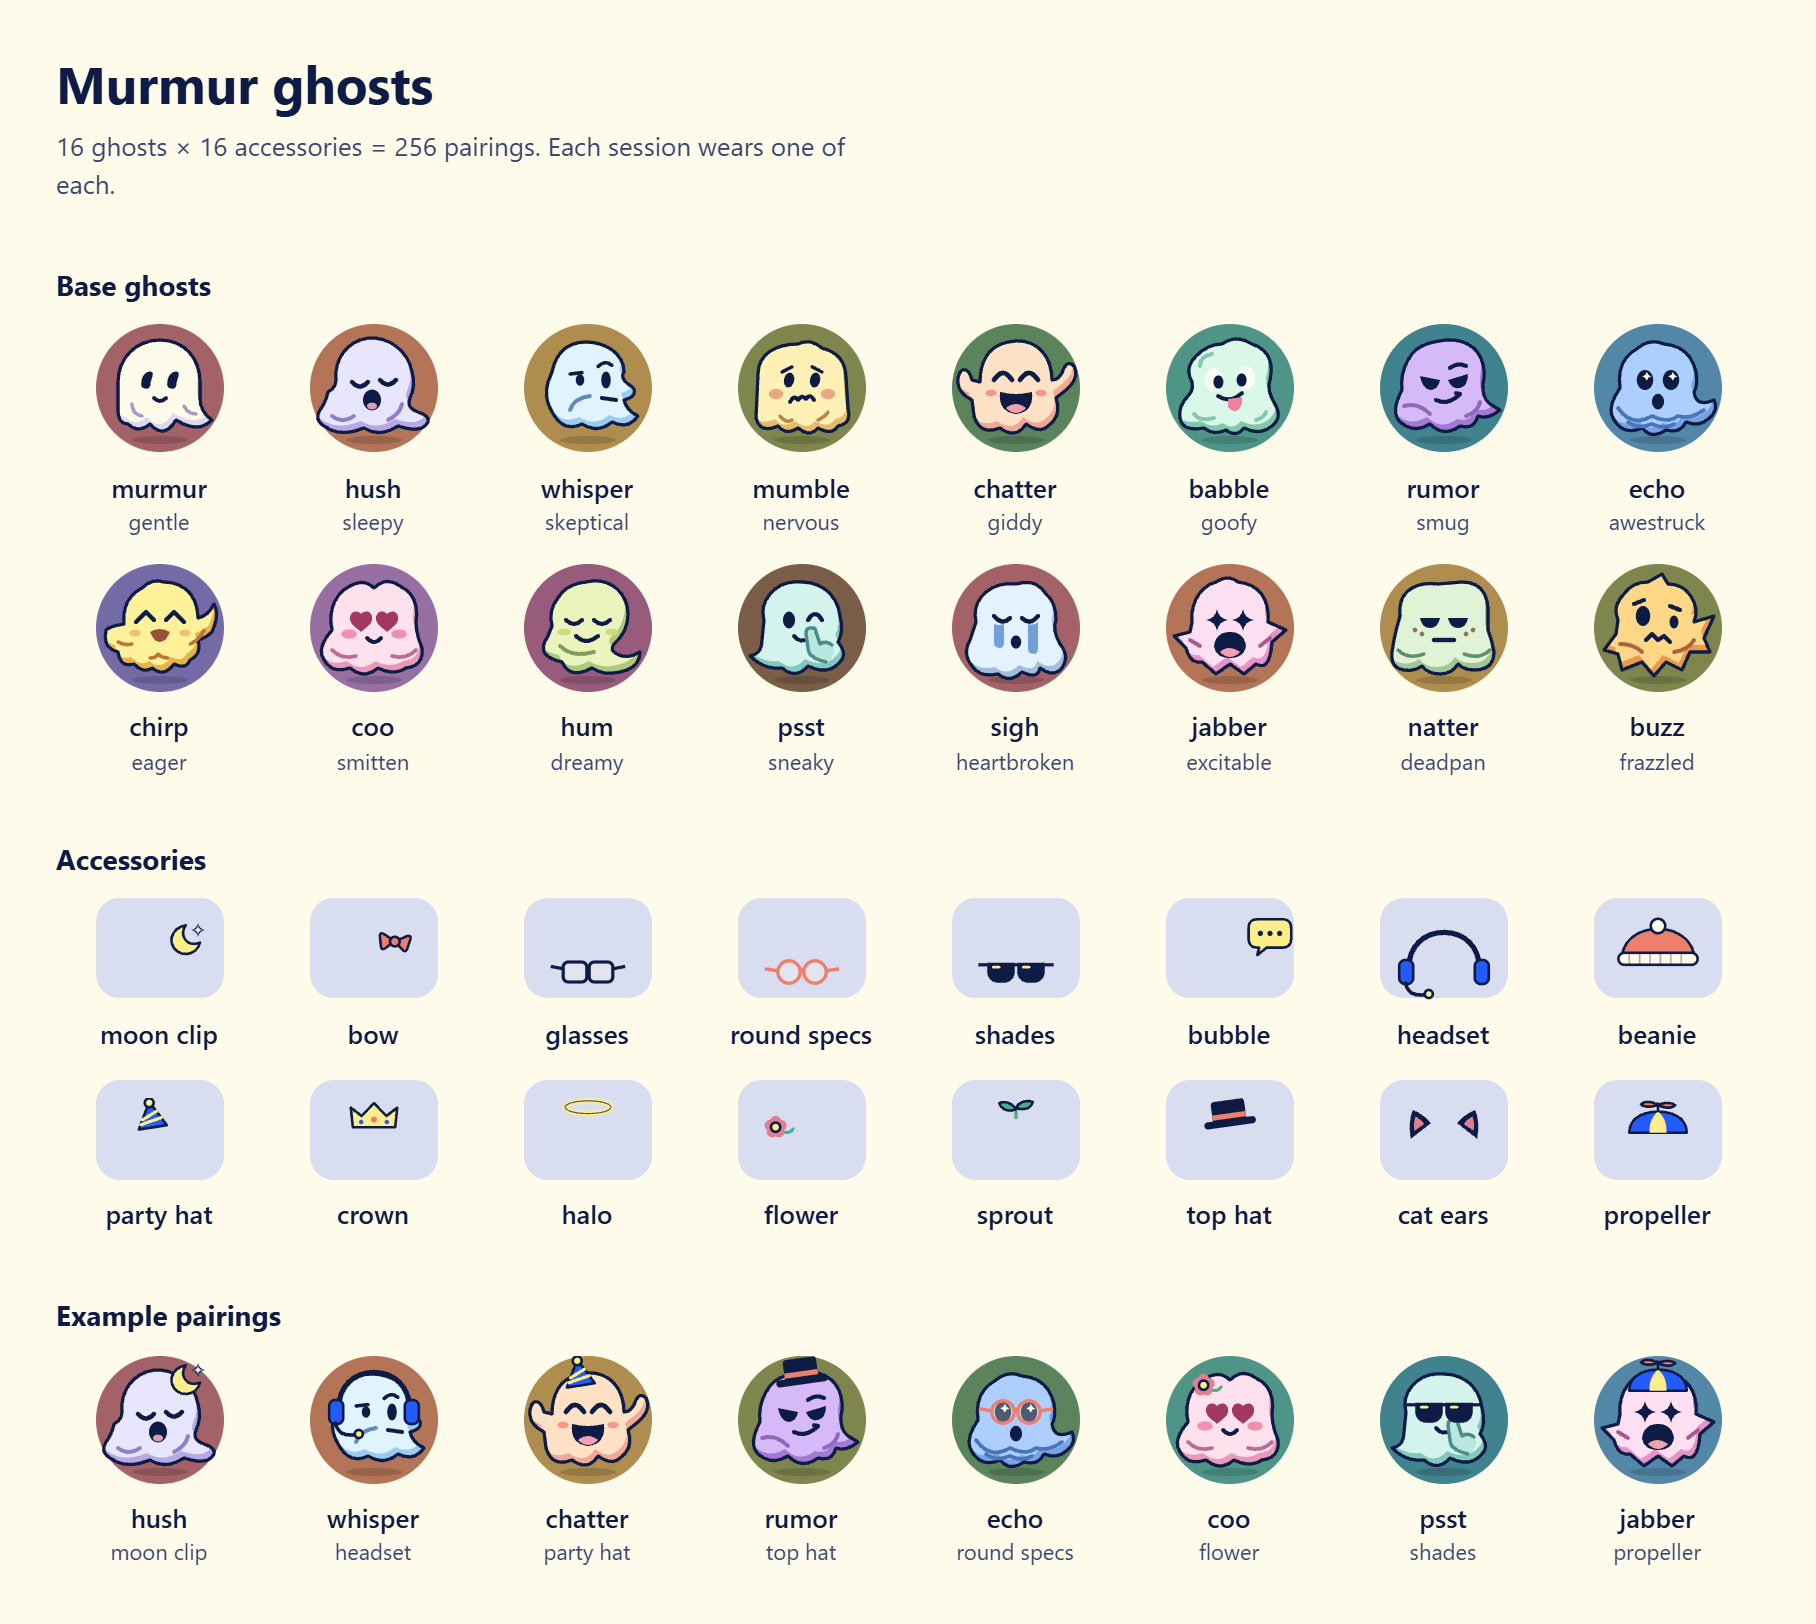 Murmur ghosts
16 ghosts × 16 accessories = 256 pairings. Each session wears one of
each.
Base ghosts
murmur hush whisper mumble chatter babble rumor echo
gentle sleepy skeptical nervous giddy goofy smug awestruck
chirp coo hum psst sigh jabber natter buzz
eager smitten dreamy sneaky heartbroken excitable deadpan frazzled
Accessories
moon clip bow glasses round specs shades bubble headset beanie
party hat crown halo flower sprout top hat cat ears propeller
Example pairings
hush whisper chatter rumor echo coo psst jabber
moon clip headset party hat top hat round specs flower shades propeller